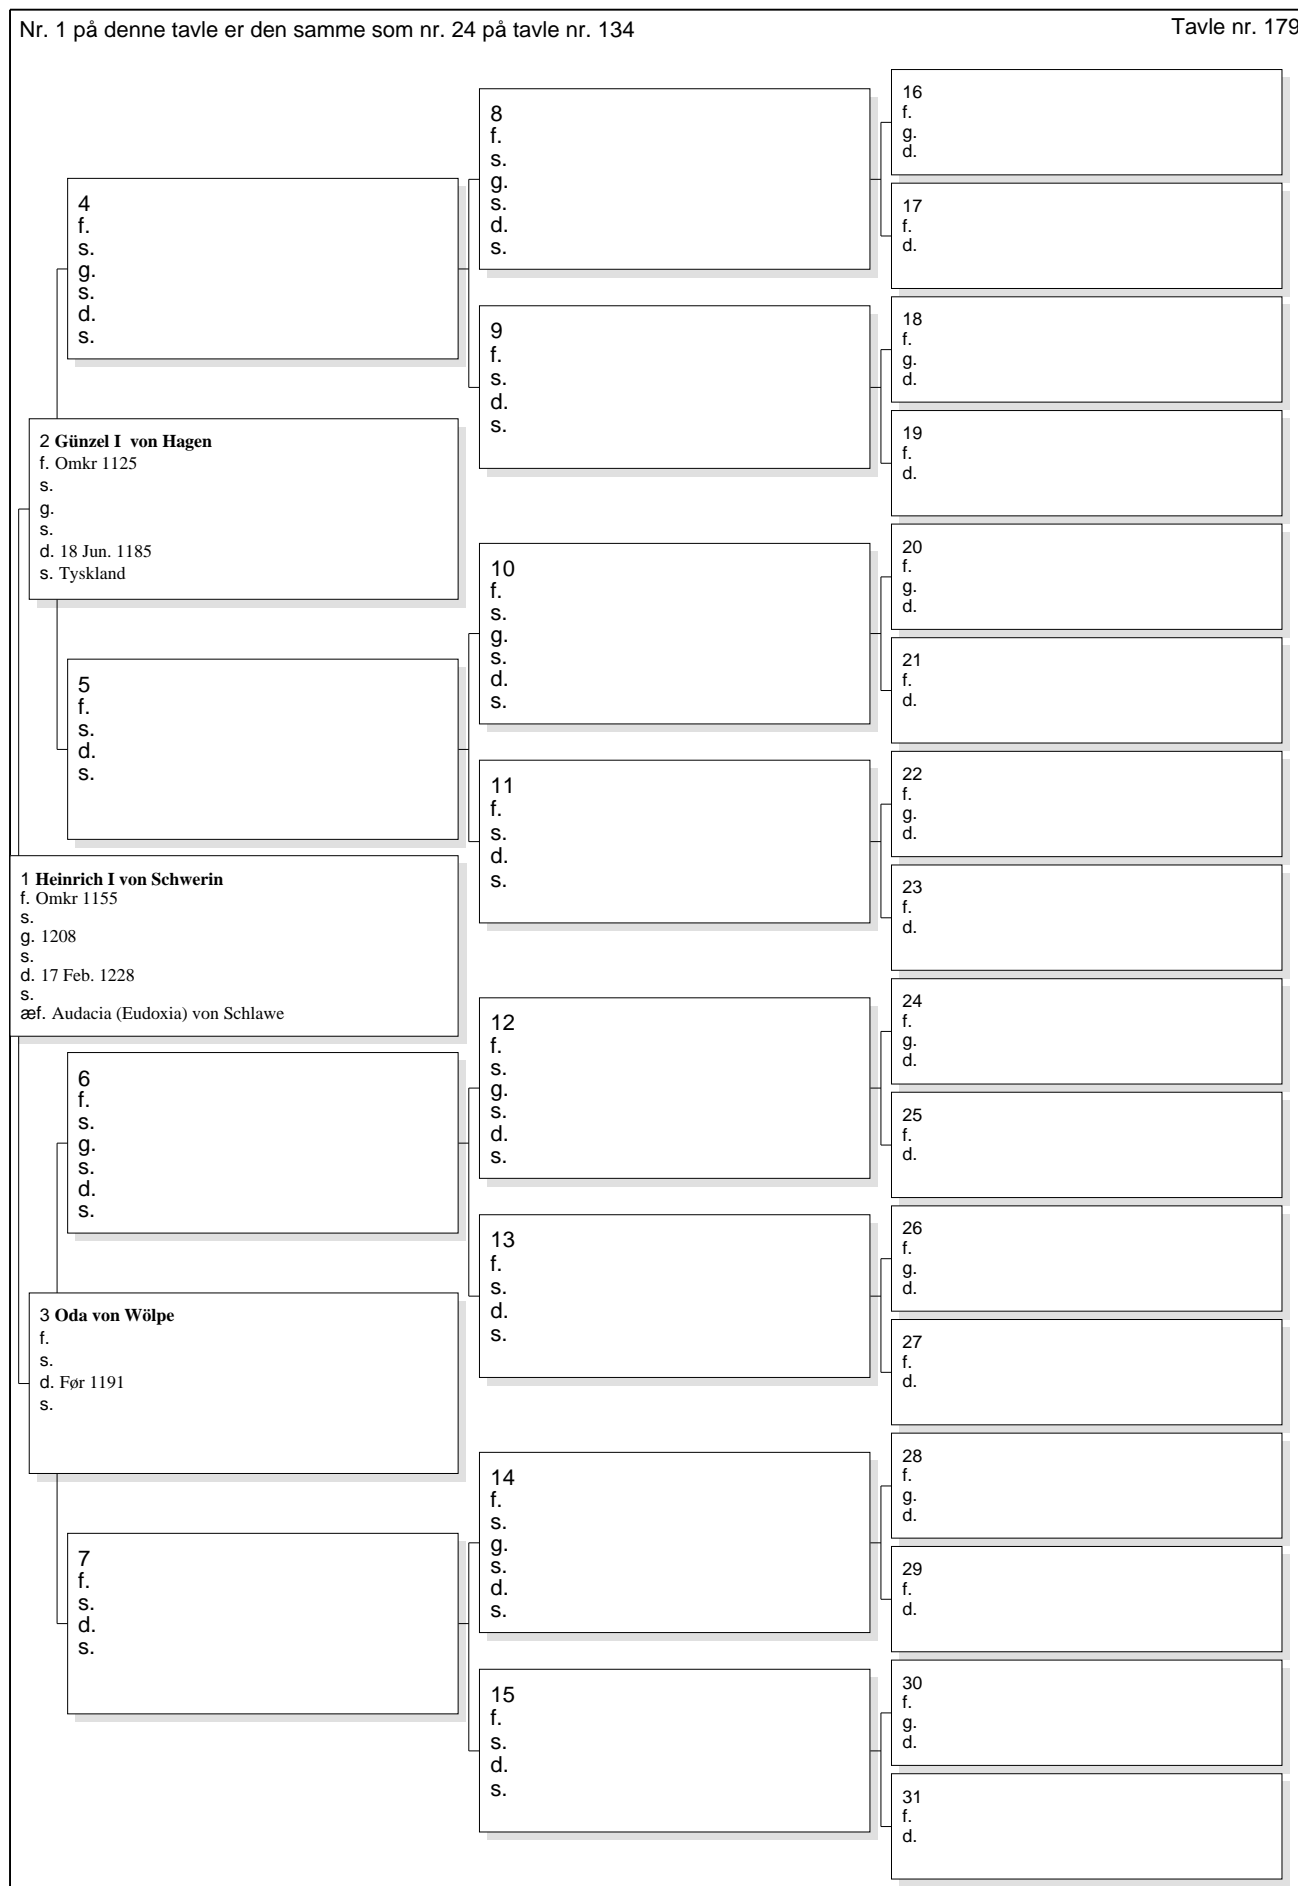 Nr. 1 på denne tavle er den samme som nr. 24 på tavle nr. 134
Tavle nr. 179
4
f.
s.
g.
s.
d.
s.
2 Günzel I von Hagen
f. Omkr 1125
s.
g.
s.
d. 18 Jun. 1185
s. Tyskland
5
f.
s.
d.
s.
1 Heinrich I von Schwerin
f. Omkr 1155
s.
g. 1208
s.
d. 17 Feb. 1228
s.
æf. Audacia (Eudoxia) von Schlawe
6
f.
s.
g.
s.
d.
s.
3 Oda von Wölpe
f.
s.
d. Før 1191
s.
7
f.
s.
d.
s.
8
f.
s.
g.
s.
d.
s.
9
f.
s.
d.
s.
10
f.
s.
g.
s.
d.
s.
11
f.
s.
d.
s.
12
f.
s.
g.
s.
d.
s.
13
f.
s.
d.
s.
14
f.
s.
g.
s.
d.
s.
15
f.
s.
d.
s.
16
f.
g.
d.
17
f.
d.
18
f.
g.
d.
19
f.
d.
20
f.
g.
d.
21
f.
d.
22
f.
g.
d.
23
f.
d.
24
f.
g.
d.
25
f.
d.
26
f.
g.
d.
27
f.
d.
28
f.
g.
d.
29
f.
d.
30
f.
g.
d.
31
f.
d.